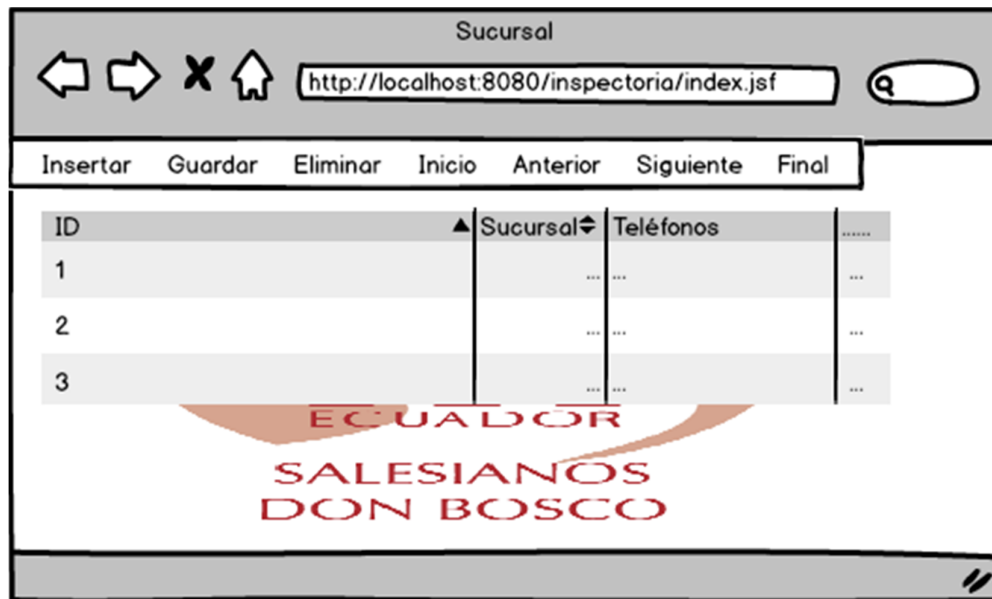 Sucursal
http://localhost:8080/inspectoria/index.jsf
Insertar Guardar Eliminar Inicio Anterior Siguiente Final
ID Sucursal Teléfonos ......
1 ... ... ...
2 ... ... ...
3 ... ... ...
ECUADOR
SALESIANOS
DON BOSCO